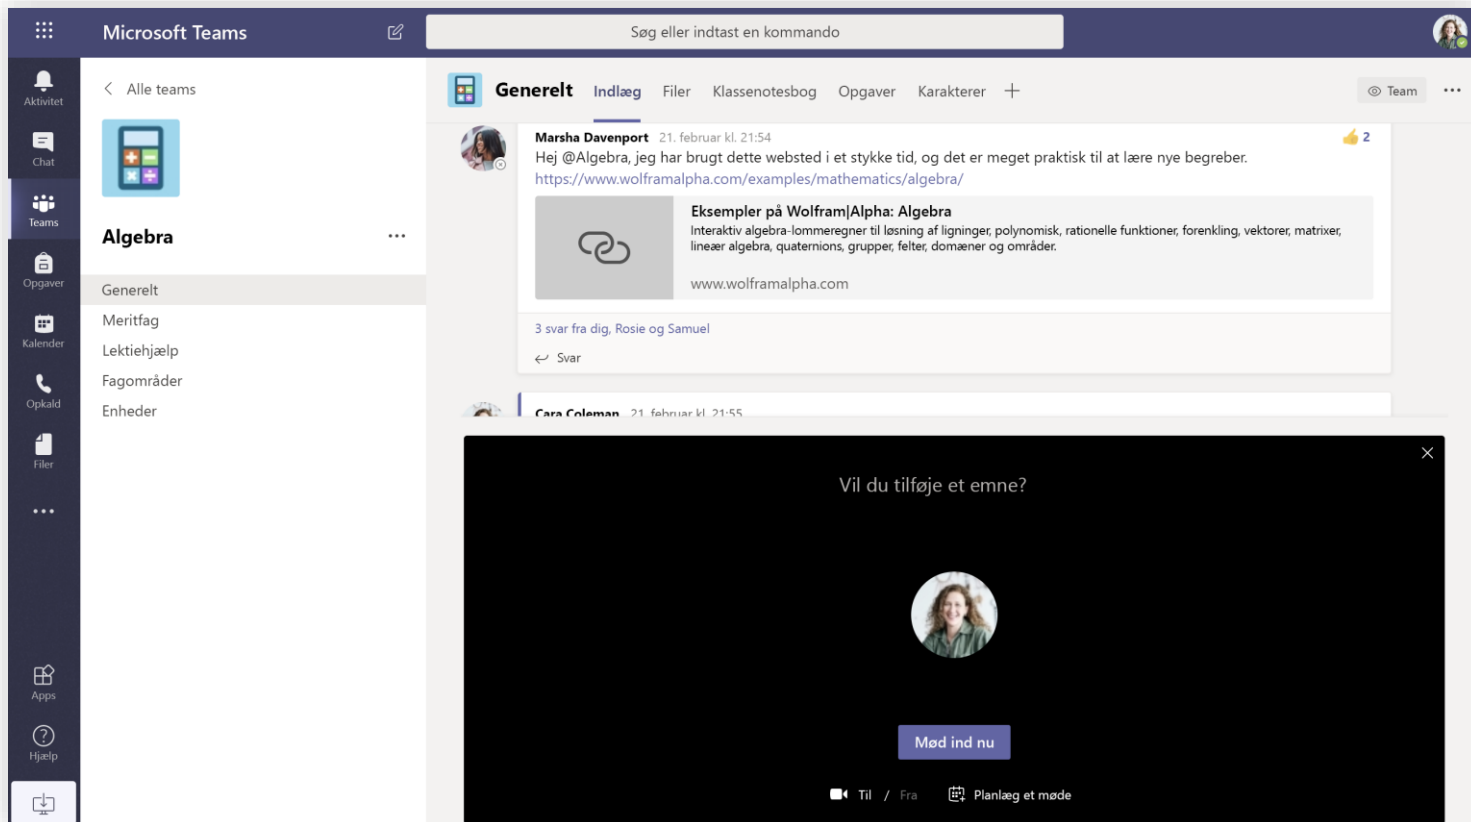 Microsoft Teams
Søg eller indtast en kommando
Aktivitet
Chat
Teams
Opgaver
Kalender
Opkald
Filer
Apps
Hjælp
Alle teams
Algebra
Generelt
Meritfag
Lektiehjælp
Fagområder
Enheder
Generelt Indlæg Filer Klassenotesbog Opgaver Karakterer
Team
Marsha Davenport 21. februar kl. 21:54
2
Hej @Algebra, jeg har brugt dette websted i et stykke tid, og det er meget praktisk til at lære nye begreber.
https://www.wolframalpha.com/examples/mathematics/algebra/
Eksempler på Wolfram|Alpha: Algebra
Interaktiv algebra-lommeregner til løsning af ligninger, polynomisk, rationelle funktioner, forenkling, vektorer, matrixer,
lineær algebra, quaternions, grupper, felter, domæner og områder.
www.wolframalpha.com
3 svar fra dig, Rosie og Samuel
Svar
Cara Coleman 21. februar kl. 21:55
Vil du tilføje et emne?
Mød ind nu
Til / Fra Planlæg et møde